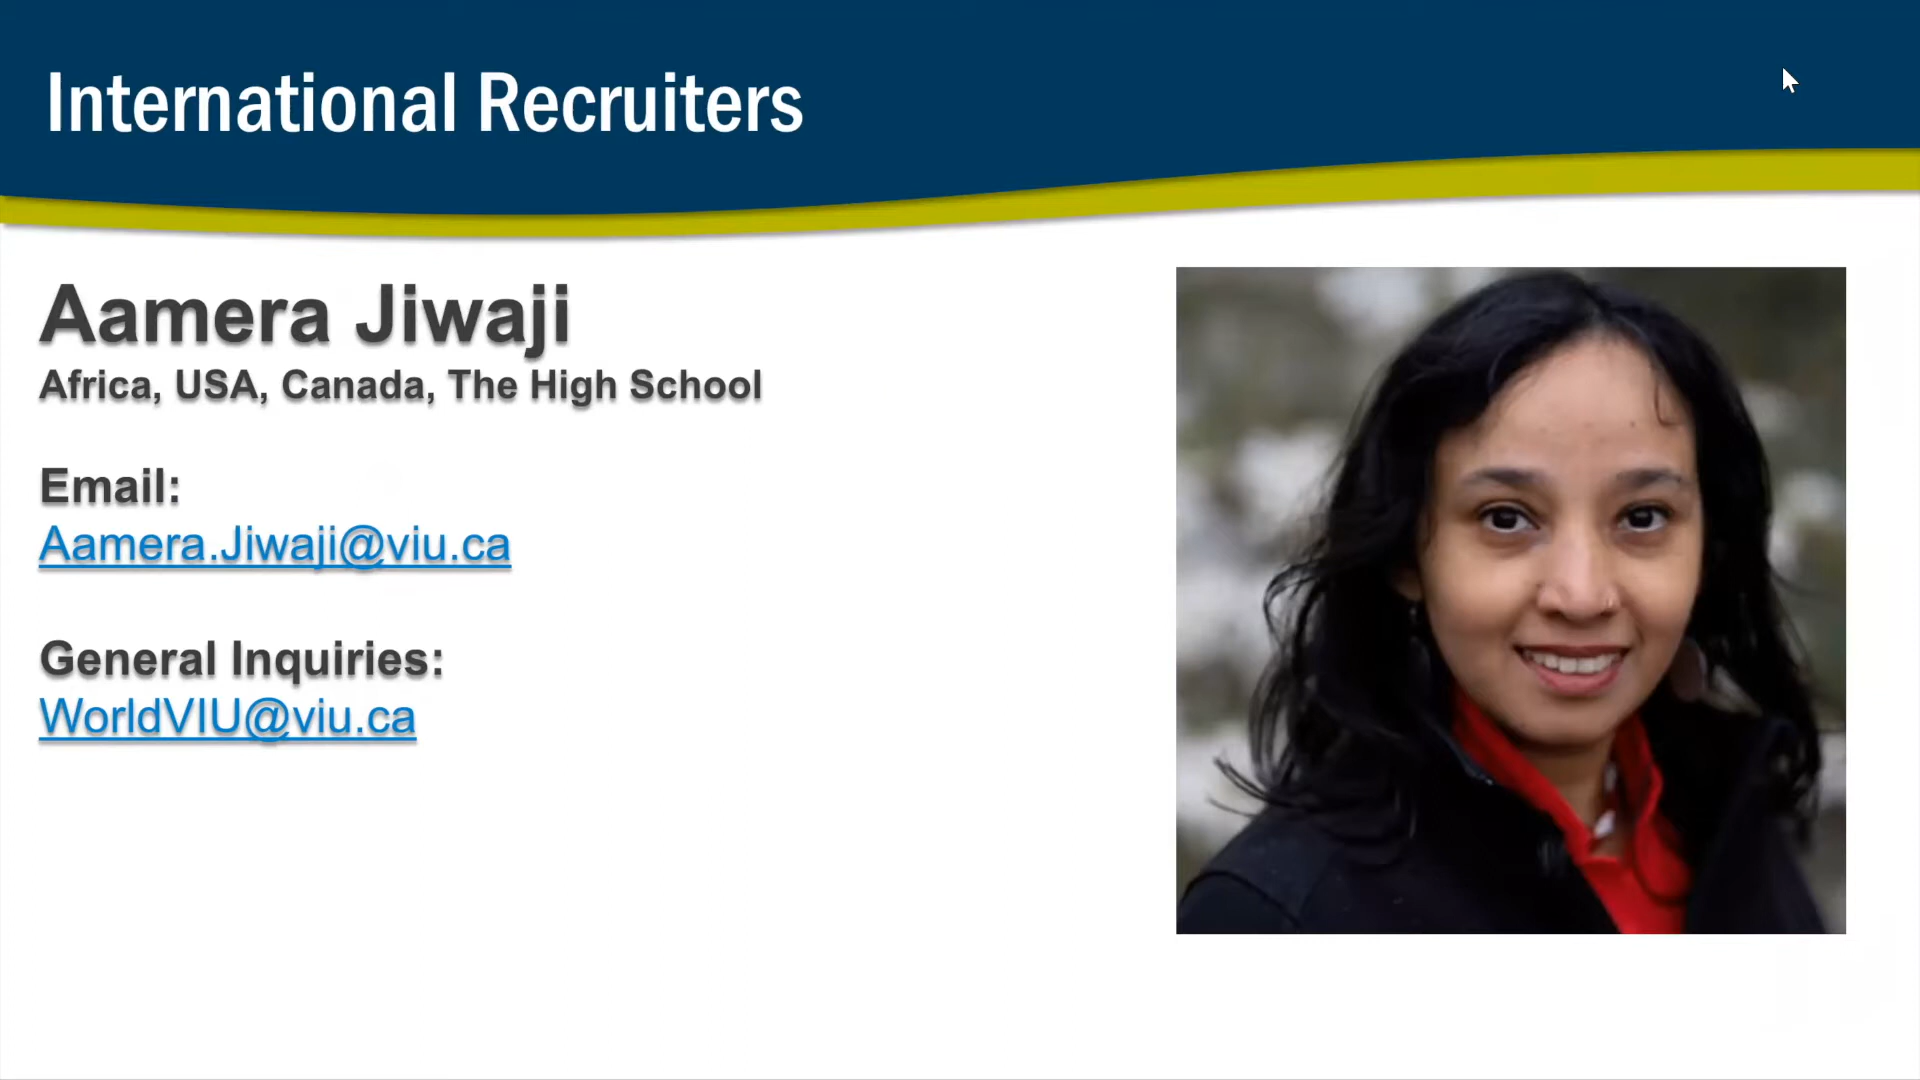 International Recruiters
Aamera Jiwaji
Africa, USA, Canada, The High School
Email:
Aamera.Jiwaji@viu.ca
General Inquiries:
WorldVIU@viu.ca